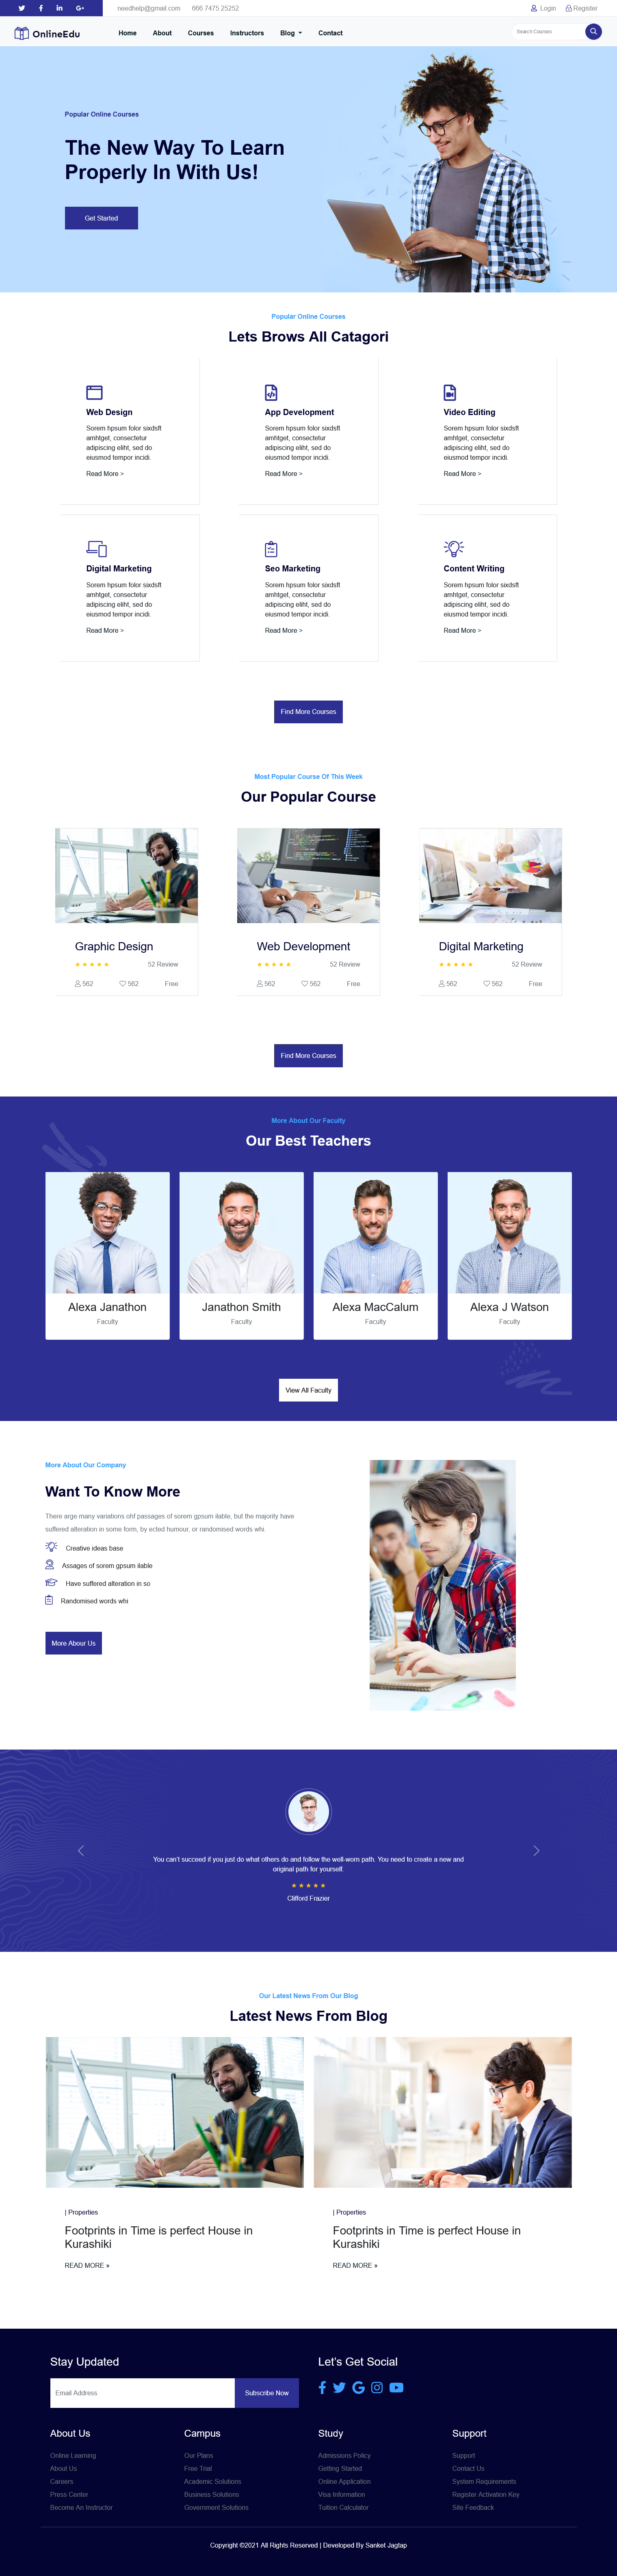 needhelp@gmail.com 666 7475 25252 Login Register
OnlineEdu Home About Courses Instructors Blog Contact Search Courses
Popular Online Courses
The New Way To Learn
Properly In With Us!
Get Started
Popular Online Courses
Lets Brows All Catagori
Web Design
Sorem hpsum folor sixdsft
amhtget, consectetur
adipiscing eliht, sed do
eiusmod tempor incidi.
Read More >
App Development
Sorem hpsum folor sixdsft
amhtget, consectetur
adipiscing eliht, sed do
eiusmod tempor incidi.
Read More >
Video Editing
Sorem hpsum folor sixdsft
amhtget, consectetur
adipiscing eliht, sed do
eiusmod tempor incidi.
Read More >
Digital Marketing
Sorem hpsum folor sixdsft
amhtget, consectetur
adipiscing eliht, sed do
eiusmod tempor incidi.
Read More >
Seo Marketing
Sorem hpsum folor sixdsft
amhtget, consectetur
adipiscing eliht, sed do
eiusmod tempor incidi.
Read More >
Content Writing
Sorem hpsum folor sixdsft
amhtget, consectetur
adipiscing eliht, sed do
eiusmod tempor incidi.
Read More >
Find More Courses
Most Popular Course Of This Week
Our Popular Course
Graphic Design
★ ★ ★ ★ ★ 52 Review
562 562 Free
Web Development
★ ★ ★ ★ ★ 52 Review
562 562 Free
Digital Marketing
★ ★ ★ ★ ★ 52 Review
562 562 Free
Find More Courses
More About Our Faculty
Our Best Teachers
Alexa Janathon
Faculty
Janathon Smith
Faculty
Alexa MacCalum
Faculty
Alexa J Watson
Faculty
View All Faculty
More About Our Company
Want To Know More
There arge many variations ohf passages of sorem gpsum ilable, but the majority have
suffered alteration in some form, by ected humour, or randomised words whi.
Creative ideas base
Assages of sorem gpsum ilable
Have suffered alteration in so
Randomised words whi
More Abour Us
You can't succeed if you just do what others do and follow the well-worn path. You need to create a new and
original path for yourself.
★ ★ ★ ★ ★
Clifford Frazier
Our Latest News From Our Blog
Latest News From Blog
| Properties
Footprints in Time is perfect House in
Kurashiki
READ MORE »
| Properties
Footprints in Time is perfect House in
Kurashiki
READ MORE »
Stay Updated
Email Address Subscribe Now
Let's Get Social
About Us
Online Learning
About Us
Careers
Press Center
Become An Instructor
Campus
Our Plans
Free Trial
Academic Solutions
Business Solutions
Government Solutions
Study
Admissions Policy
Getting Started
Online Application
Visa Information
Tuition Calculator
Support
Support
Contact Us
System Requirements
Register Activation Key
Site Feedback
Copyright ©2021 All Rights Reserved | Developed By Sanket Jagtap